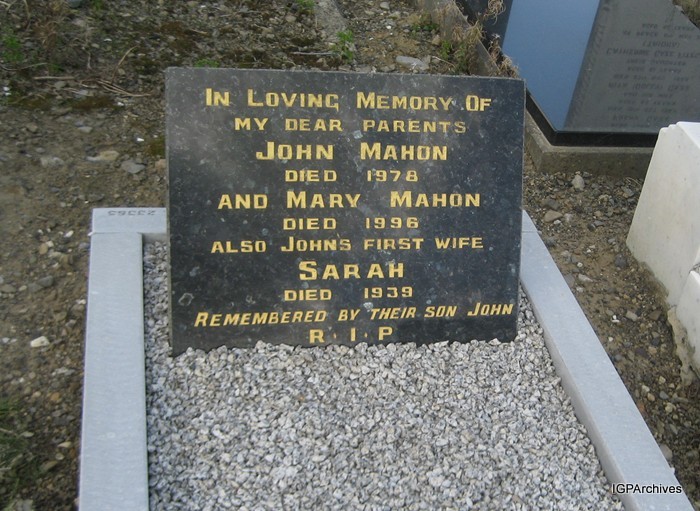 In Loving Memory Of
MY DEAR PARENTS
John Mahon
DIED 1978
AND Mary Mahon
DIED 1996
ALSO JOHNS FIRST WIFE
Sarah
DIED 1939
Remembered by their son John
R.I.P
IGPArchives